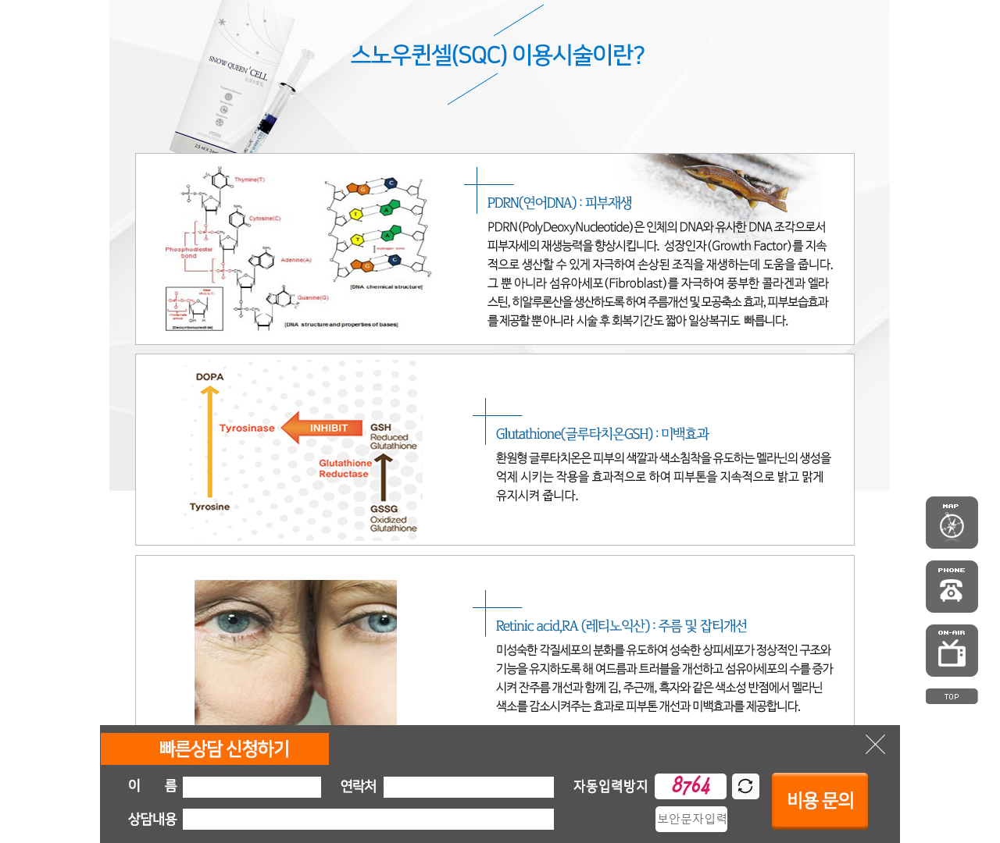 스노우퀸셀(SQC) 이용시술이란?
SNOW QUEEN'CELL
PDRN
Thymine(T)
Cytosine(C)
Phosphodiester
bond
Adenine(A)
Guanine(G)
[DNA chemical structure]
[DNA structure and properties of bases]
PDRN(연어DNA) : 피부재생
PDRN(PolyDeoxyNucleotide)은 인체의 DNA와 유사한 DNA 조각으로서
피부자세의 재생능력을 향상시킵니다. 성장인자(Growth Factor)를 지속
적으로 생산할 수 있게 자극하여 손상된 조직을 재생하는데 도움을 줍니다.
그 뿐 아니라 섬유아세포(Fibroblast)를 자극하여 풍부한 콜라겐과 엘라
스틴, 히알루론산을 생산하도록 하여 주름개선 및 모공축소 효과, 피부보습효과
를 제공할 뿐 아니라 시술 후 회복기간도 짧아 일상복귀도 빠릅니다.
DOPA
Tyrosinase
INHIBIT
GSH
Reduced
Glutathione
Glutathione
Reductase
Tyrosine
GSSG
Oxidized
Glutathione
Glutathione(글루타치온GSH) : 미백효과
환원형 글루타치온은 피부의 색깔과 색소침착을 유도하는 멜라닌의 생성을
억제 시키는 작용을 효과적으로 하여 피부톤을 지속적으로 밝고 맑게
유지시켜 줍니다.
Retinic acid,RA (레티노익산) : 주름 및 잡티개선
미성숙한 각질세포의 분화를 유도하여 성숙한 상피세포가 정상적인 구조와
기능을 유지하도록 해 여드름과 트러블을 개선하고 섬유아세포의 수를 증가
시켜 잔주름 개선과 함께 김, 주근깨, 흑자와 같은 색소성 반점에서 멜라닌
색소를 감소시켜주는 효과로 피부톤 개선과 미백효과를 제공합니다.
MAP
PHONE
ON-AIR
TOP
빠른상담 신청하기
이 름
연락처
자동입력방지
8764
상담내용
보안문자입력
비용 문의